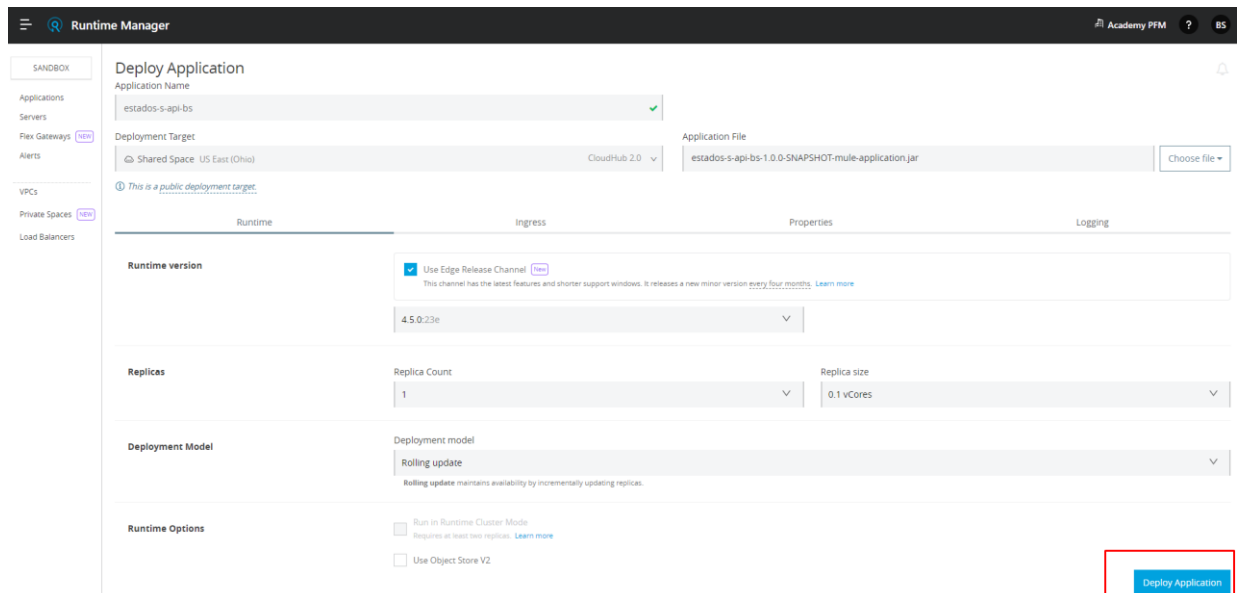 Runtime Manager
Academy PFM ? BS
SANDBOX
Applications
Servers
Flex Gateways NEW
Alerts
VPCs
Private Spaces NEW
Load Balancers
Deploy Application
Application Name
estados-s-api-bs
Deployment Target
Shared Space US East (Ohio) CloudHub 2.0
This is a public deployment target.
Application File
estados-s-api-bs-1.0.0-SNAPSHOT-mule-application.jar Choose file
Runtime Ingress Properties Logging
Runtime version
Use Edge Release Channel New
This channel has the latest features and shorter support windows. It releases a new minor version every four months. Learn more
4.5.0:23e
Replicas
Replica Count
1
Replica size
0.1 vCores
Deployment Model
Deployment model
Rolling update
Rolling update maintains availability by incrementally updating replicas.
Runtime Options
Run in Runtime Cluster Mode
Requires at least two replicas. Learn more
Use Object Store V2
Deploy Application